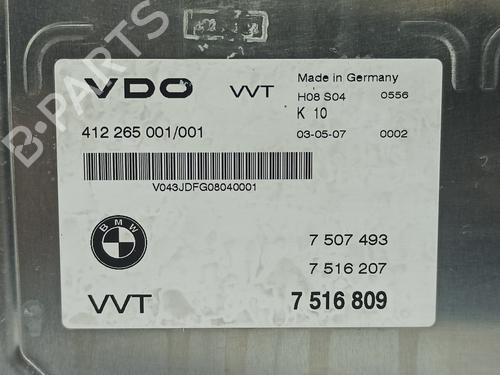 VDO VVT Made in Germany
H08 S04 0556
K 10
412 265 001/001 03-05-07 0002
V043JDFG08040001
BMW
7 507 493
7 516 207
VVT 7 516 809
B-PARTS
B-PARTS